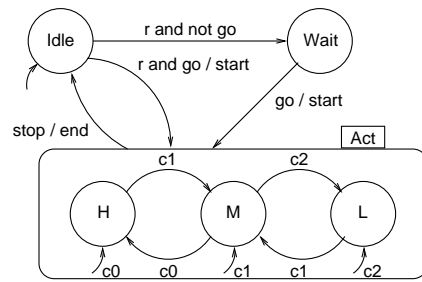 r and not go
Idle
Wait
r and go / start
go / start
stop / end
Act
c1
c2
H
M
L
c0
c0
c1
c1
c2